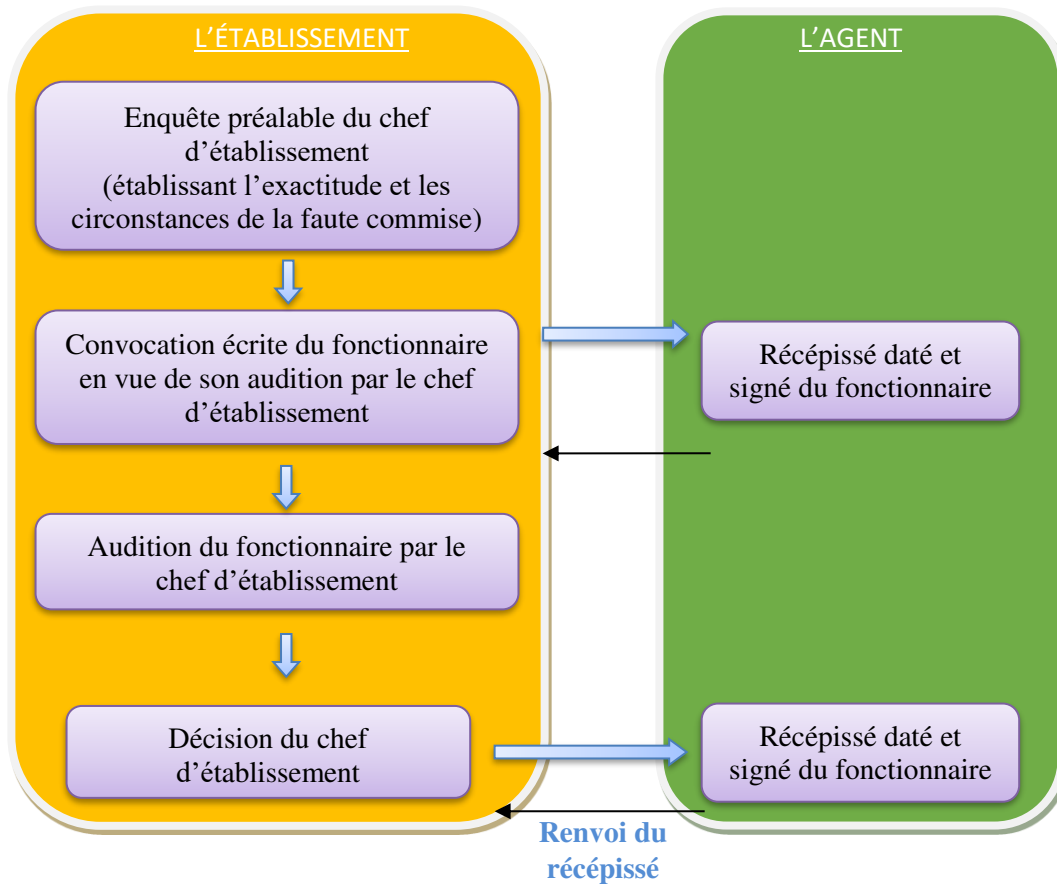 L’ÉTABLISSEMENT
Enquête préalable du chef
d’établissement
(établissant l’exactitude et les
circonstances de la faute commise)
Convocation écrite du fonctionnaire
en vue de son audition par le chef
d’établissement
Audition du fonctionnaire par le
chef d’établissement
Décision du chef
d’établissement
L’AGENT
Récépissé daté et
signé du fonctionnaire
Récépissé daté et
signé du fonctionnaire
Renvoi du
récépissé